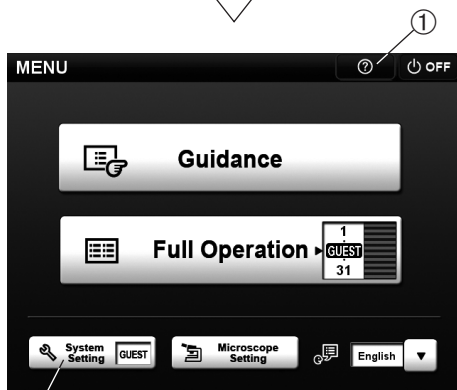 ①
MENU
? OFF
Guidance
Full Operation
1
GUEST
31
System
Setting
GUEST
Microscope
Setting
English